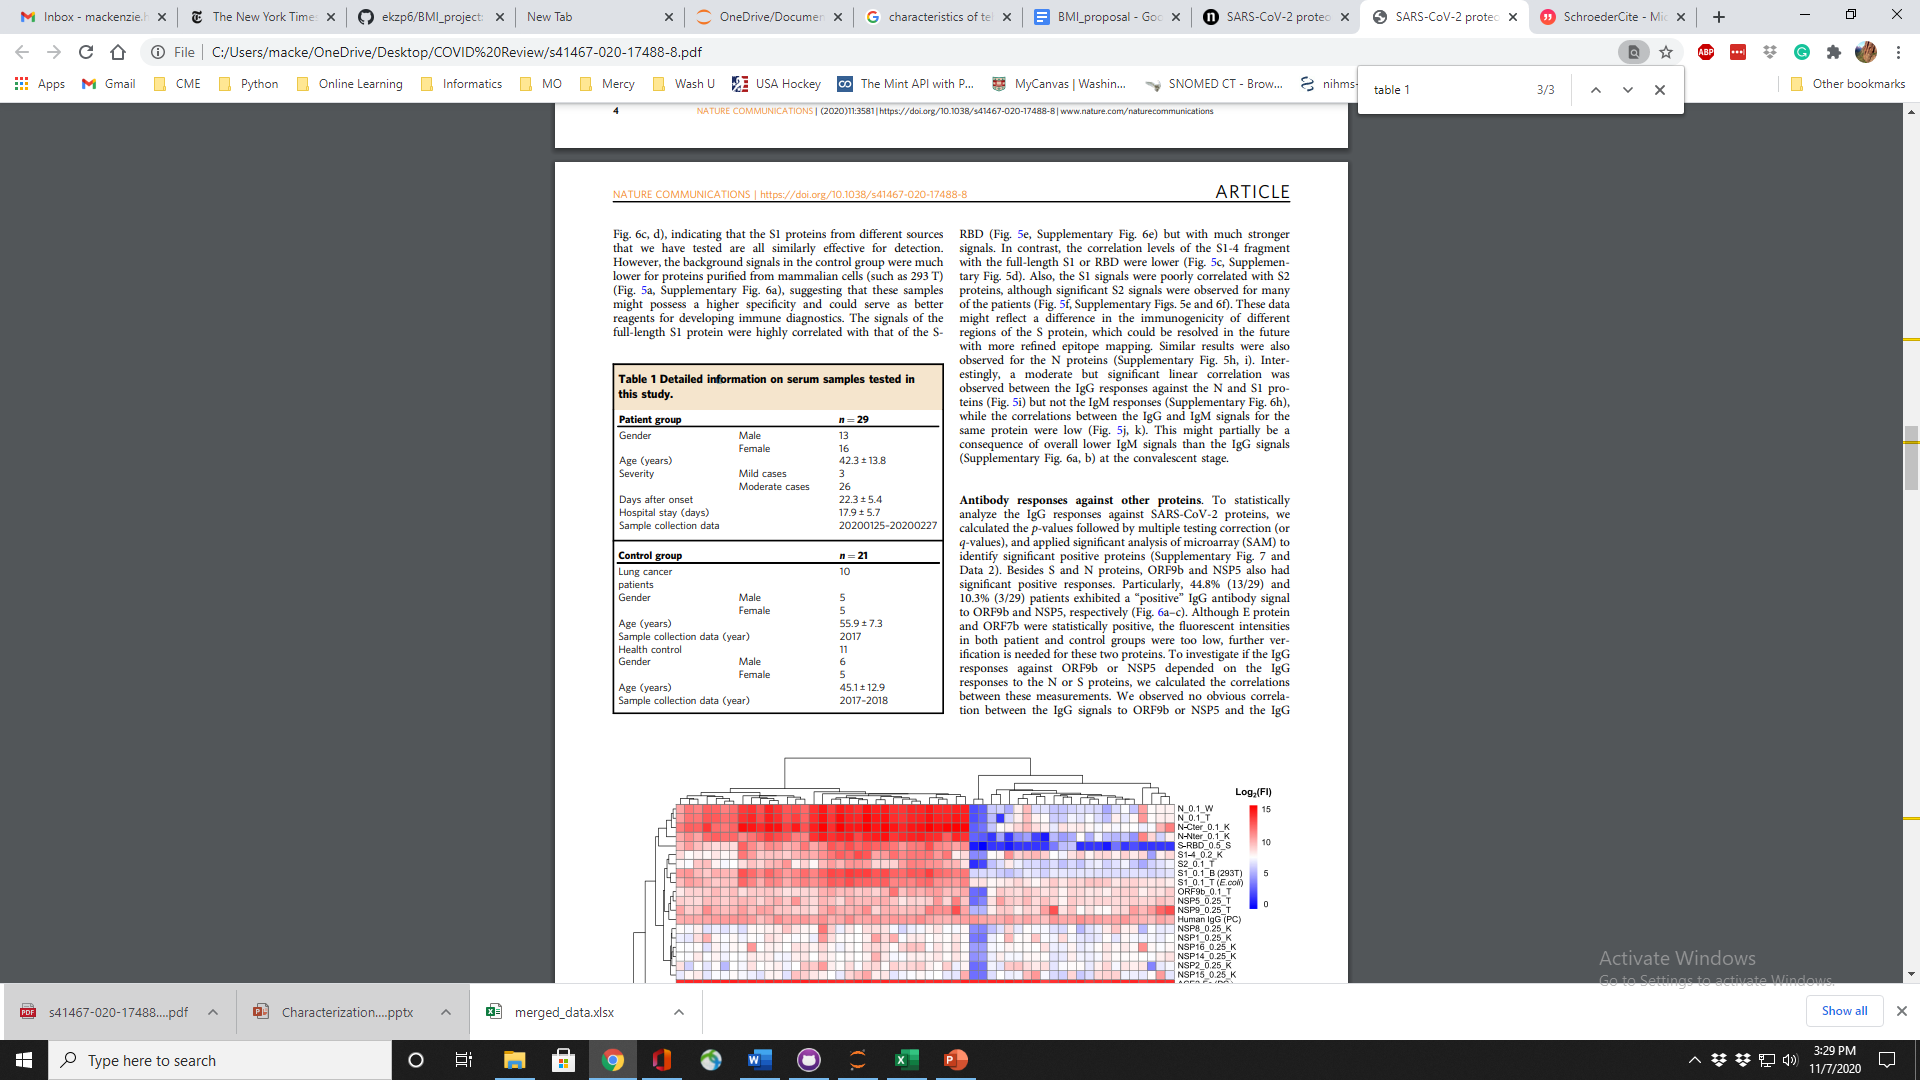 Inbox - mackenzie.h
The New York Times
ekzp6/BMI_project
New Tab
OneDrive/Documen
characteristics of te
BMI_proposal - Goo
SARS-CoV-2 proteo
SARS-CoV-2 proteo
SchroederCite - Mic
File
C:/Users/macke/OneDrive/Desktop/COVID%20Review/s41467-020-17488-8.pdf
ABP
Apps
Gmail
CME
Python
Online Learning
Informatics
MO
Mercy
Wash U
USA Hockey
The Mint API with P...
MyCanvas | Washin...
SNOMED CT - Brow...
nihms-
Other bookmarks
table 1
3/3
4
NATURE COMMUNICATIONS | (2020)11:3581 | https://doi.org/10.1038/s41467-020-17488-8 | www.nature.com/naturecommunications
NATURE COMMUNICATIONS | https://doi.org/10.1038/s41467-020-17488-8
ARTICLE
Fig. 6c, d), indicating that the S1 proteins from different sources
that we have tested are all similarly effective for detection.
However, the background signals in the control group were much
lower for proteins purified from mammalian cells (such as 293 T)
(Fig. 5a, Supplementary Fig. 6a), suggesting that these samples
might possess a higher specificity and could serve as better
reagents for developing immune diagnostics. The signals of the
full-length S1 protein were highly correlated with that of the S-
Table 1 Detailed information on serum samples tested in
this study.
Patient group n = 29
Gender Male 13
Female 16
Age (years) 42.3 ± 13.8
Severity Mild cases 3
Moderate cases 26
Days after onset 22.3 ± 5.4
Hospital stay (days) 17.9 ± 5.7
Sample collection data 20200125–20200227
Control group n = 21
Lung cancer 10
patients
Gender Male 5
Female 5
Age (years) 55.9 ± 7.3
Sample collection data (year) 2017
Health control 11
Gender Male 6
Female 5
Age (years) 45.1 ± 12.9
Sample collection data (year) 2017–2018
RBD (Fig. 5e, Supplementary Fig. 6e) but with much stronger
signals. In contrast, the correlation levels of the S1-4 fragment
with the full-length S1 or RBD were lower (Fig. 5c, Supplemen-
tary Fig. 5d). Also, the S1 signals were poorly correlated with S2
proteins, although significant S2 signals were observed for many
of the patients (Fig. 5f, Supplementary Figs. 5e and 6f). These data
might reflect a difference in the immunogenicity of different
regions of the S protein, which could be resolved in the future
with more refined epitope mapping. Similar results were also
observed for the N proteins (Supplementary Fig. 5h, i). Inter-
estingly, a moderate but significant linear correlation was
observed between the IgG responses against the N and S1 pro-
teins (Fig. 5i) but not the IgM responses (Supplementary Fig. 6h),
while the correlations between the IgG and IgM signals for the
same protein were low (Fig. 5j, k). This might partially be a
consequence of overall lower IgM signals than the IgG signals
(Supplementary Fig. 6a, b) at the convalescent stage.
Antibody responses against other proteins. To statistically
analyze the IgG responses against SARS-CoV-2 proteins, we
calculated the p-values followed by multiple testing correction (or
q-values), and applied significant analysis of microarray (SAM) to
identify significant positive proteins (Supplementary Fig. 7 and
Data 2). Besides S and N proteins, ORF9b and NSP5 also had
significant positive responses. Particularly, 44.8% (13/29) and
10.3% (3/29) patients exhibited a “positive” IgG antibody signal
to ORF9b and NSP5, respectively (Fig. 6a–c). Although E protein
and ORF7b were statistically positive, the fluorescent intensities
in both patient and control groups were too low, further ver-
ification is needed for these two proteins. To investigate if the IgG
responses against ORF9b or NSP5 depended on the IgG
responses to the N or S proteins, we calculated the correlations
between these measurements. We observed no obvious correla-
tion between the IgG signals to ORF9b or NSP5 and the IgG
Log2(FI)
15
10
5
0
N_0.1_W
N_0.1_T
N-Cter_0.1_K
N-Nter_0.1_K
S-RBD_0.5_S
S1-4_0.2_K
S2_0.1_T
S1_0.1_B (293T)
S1_0.1_T (E.coli)
ORF9b_0.1_T
NSP5_0.25_T
NSP9_0.25_T
Human IgG (PC)
NSP8_0.25_K
NSP1_0.25_K
NSP16_0.25_K
NSP14_0.25_K
NSP2_0.25_K
NSP15_0.25_K
Activate Windows
Go to Settings to activate Windows.
s41467-020-17488....pdf
Characterization....pptx
merged_data.xlsx
Show all
Type here to search
3:29 PM
11/7/2020